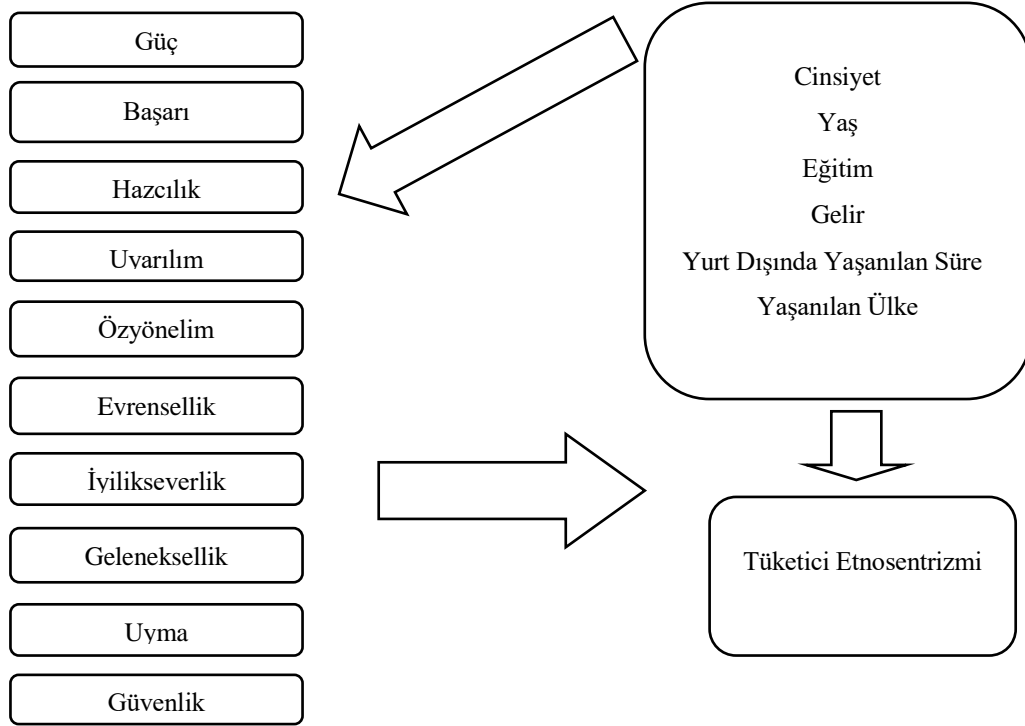 Güç
Başarı
Hazcılık
Uyarılım
Özyönelim
Evrensellik
İyilikseverlik
Geleneksellik
Uyma
Güvenlik
Cinsiyet
Yaş
Eğitim
Gelir
Yurt Dışında Yaşanılan Süre
Yaşanılan Ülke
Tüketici Etnosentrizmi